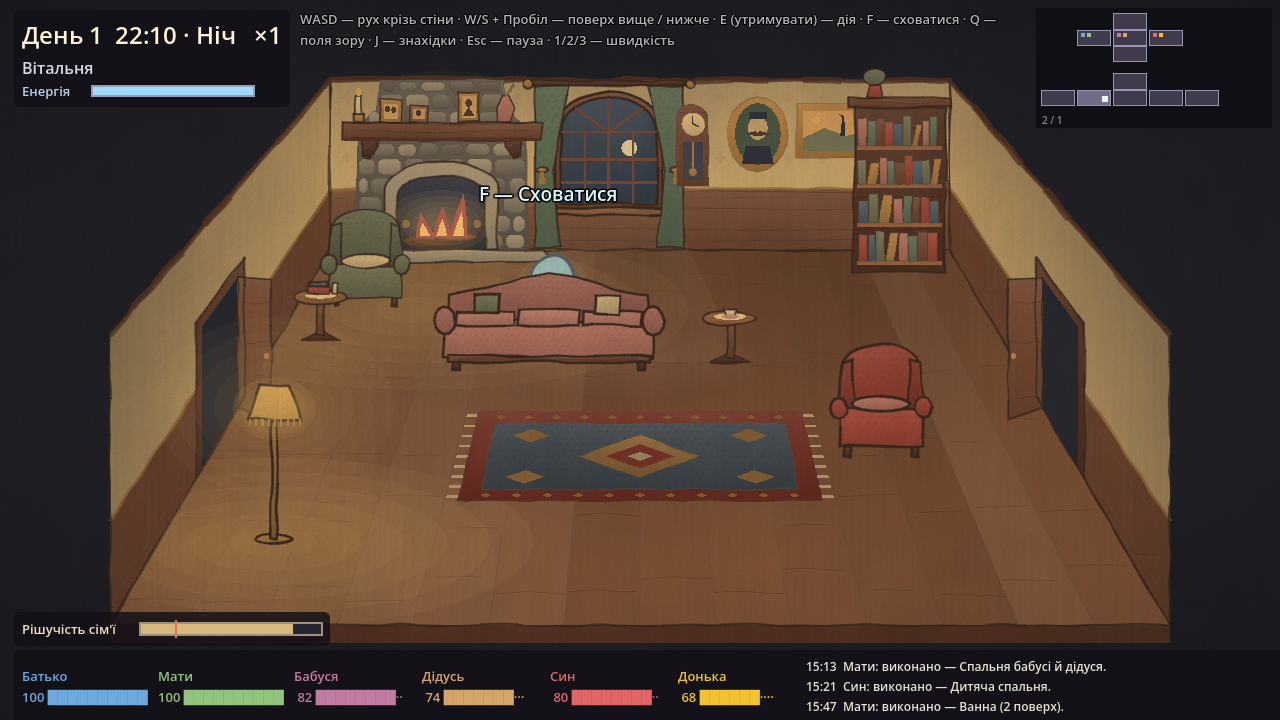 День 1 22:10 · Ніч ×1
Вітальня
Енергія
WASD — рух крізь стіни · W/S + Пробіл — поверх вище / нижче · E (утримувати) — дія · F — сховатися · Q —
поля зору · J — знахідки · Esc — пауза · 1/2/3 — швидкість
2 / 1
F — Сховатися
Рішучість сім'ї
Батько
100
Мати
100
Бабуся
82
Дідусь
74
Син
80
Донька
68
15:13 Мати: виконано — Спальня бабусі й дідуся.
15:21 Син: виконано — Дитяча спальня.
15:47 Мати: виконано — Ванна (2 поверх).